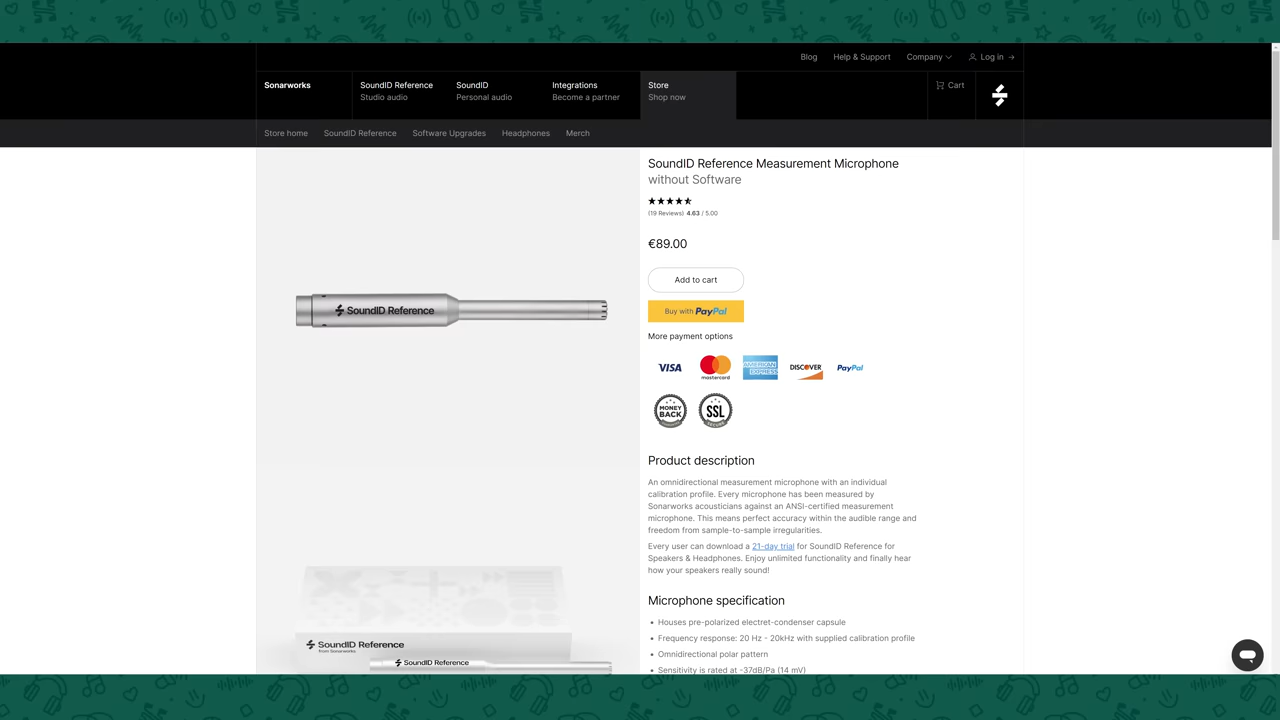 Blog
Help & Support
Company
Log in
Sonarworks
SoundID Reference
Studio audio
SoundID
Personal audio
Integrations
Become a partner
Store
Shop now
Cart
Store home
SoundID Reference
Software Upgrades
Headphones
Merch
SoundID Reference
SoundID Reference Measurement Microphone
without Software
(19 Reviews) 4.63 / 5.00
€89.00
Add to cart
Buy with PayPal
More payment options
VISA
mastercard
AMERICAN EXPRESS
DISCOVER
PayPal
MONEY
BACK
SSL
SECURE
Product description
An omnidirectional measurement microphone with an individual
calibration profile. Every microphone has been measured by
Sonarworks acousticians against an ANSI-certified measurement
microphone. This means perfect accuracy within the audible range and
freedom from sample-to-sample irregularities.
Every user can download a 21-day trial for SoundID Reference for
Speakers & Headphones. Enjoy unlimited functionality and finally hear
how your speakers really sound!
Microphone specification
• Houses pre-polarized electret-condenser capsule
• Frequency response: 20 Hz - 20kHz with supplied calibration profile
• Omnidirectional polar pattern
• Sensitivity is rated at -37dB/Pa (14 mV)
SoundID Reference
from Sonarworks
SoundID Reference